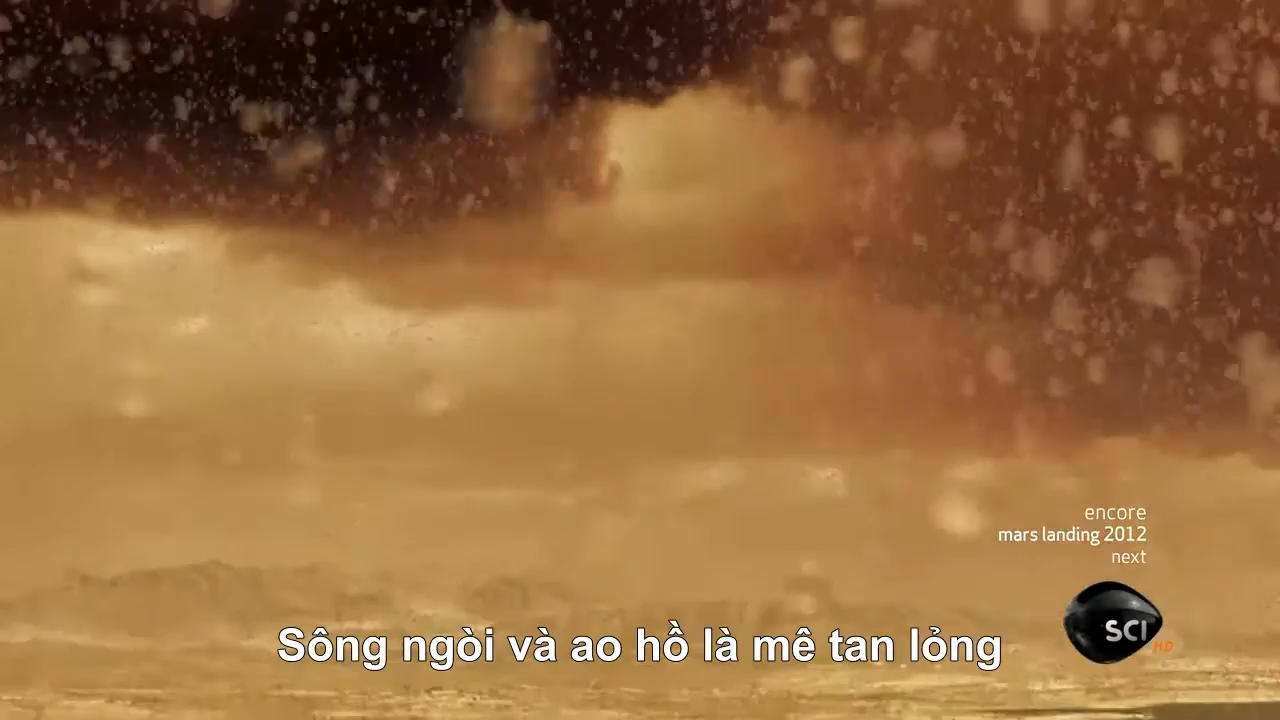 encore
mars landing 2012
next
SCI
HD
Sông ngòi và ao hồ là mê tan lỏng